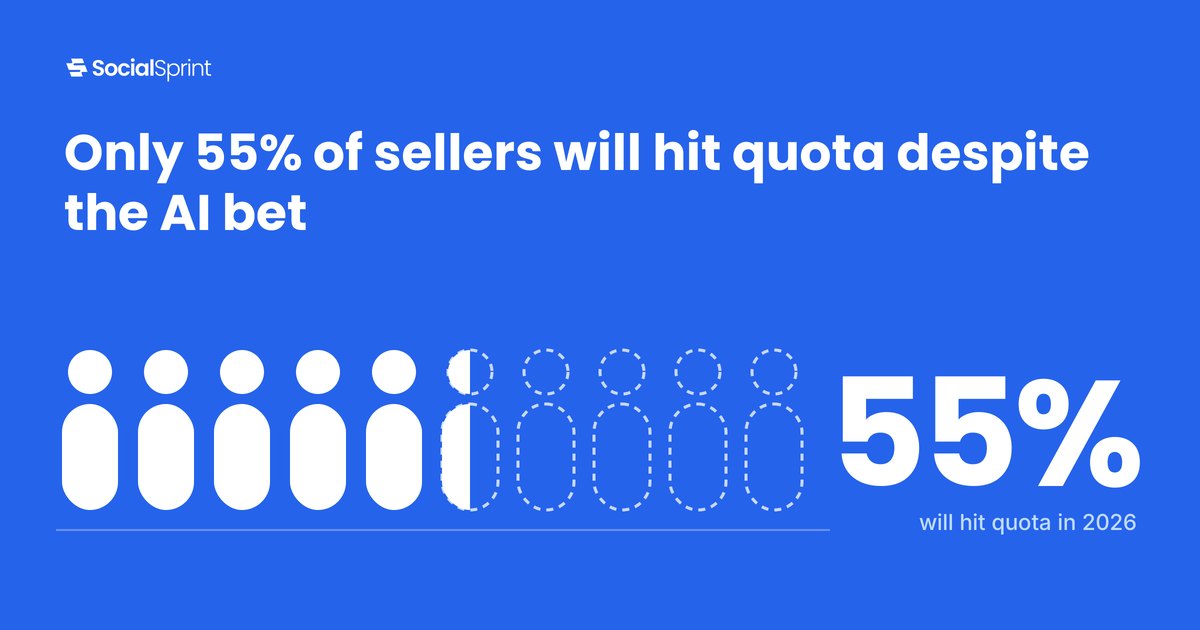 SocialSprint
Only 55% of sellers will hit quota despite
the AI bet
55%
will hit quota in 2026